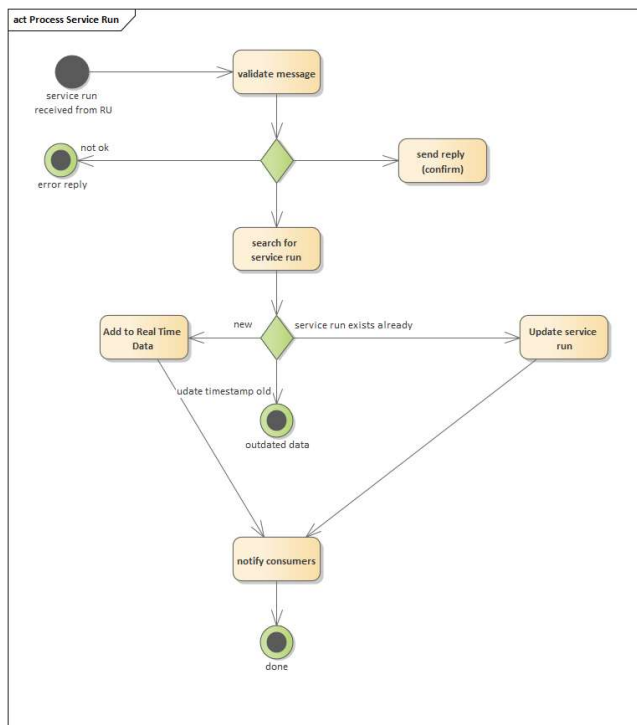 act Process Service Run
validate message
service run
received from RU
not ok
send reply
(confirm)
error reply
search for
service run
Add to Real Time
Data
new
service run exists already
Update service
run
udate timestamp old
outdated data
notify consumers
done